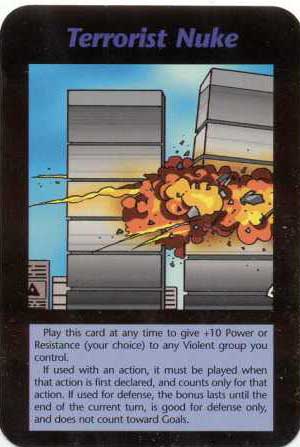 Terrorist Nuke
Play this card at any time to give +10 Power or
Resistance (your choice) to any Violent group you
control.
If used with an action, it must be played when
that action is first declared, and counts only for that
action. If used for defense, the bonus lasts until the
end of the current turn, is good for defense only,
and does not count toward Goals.